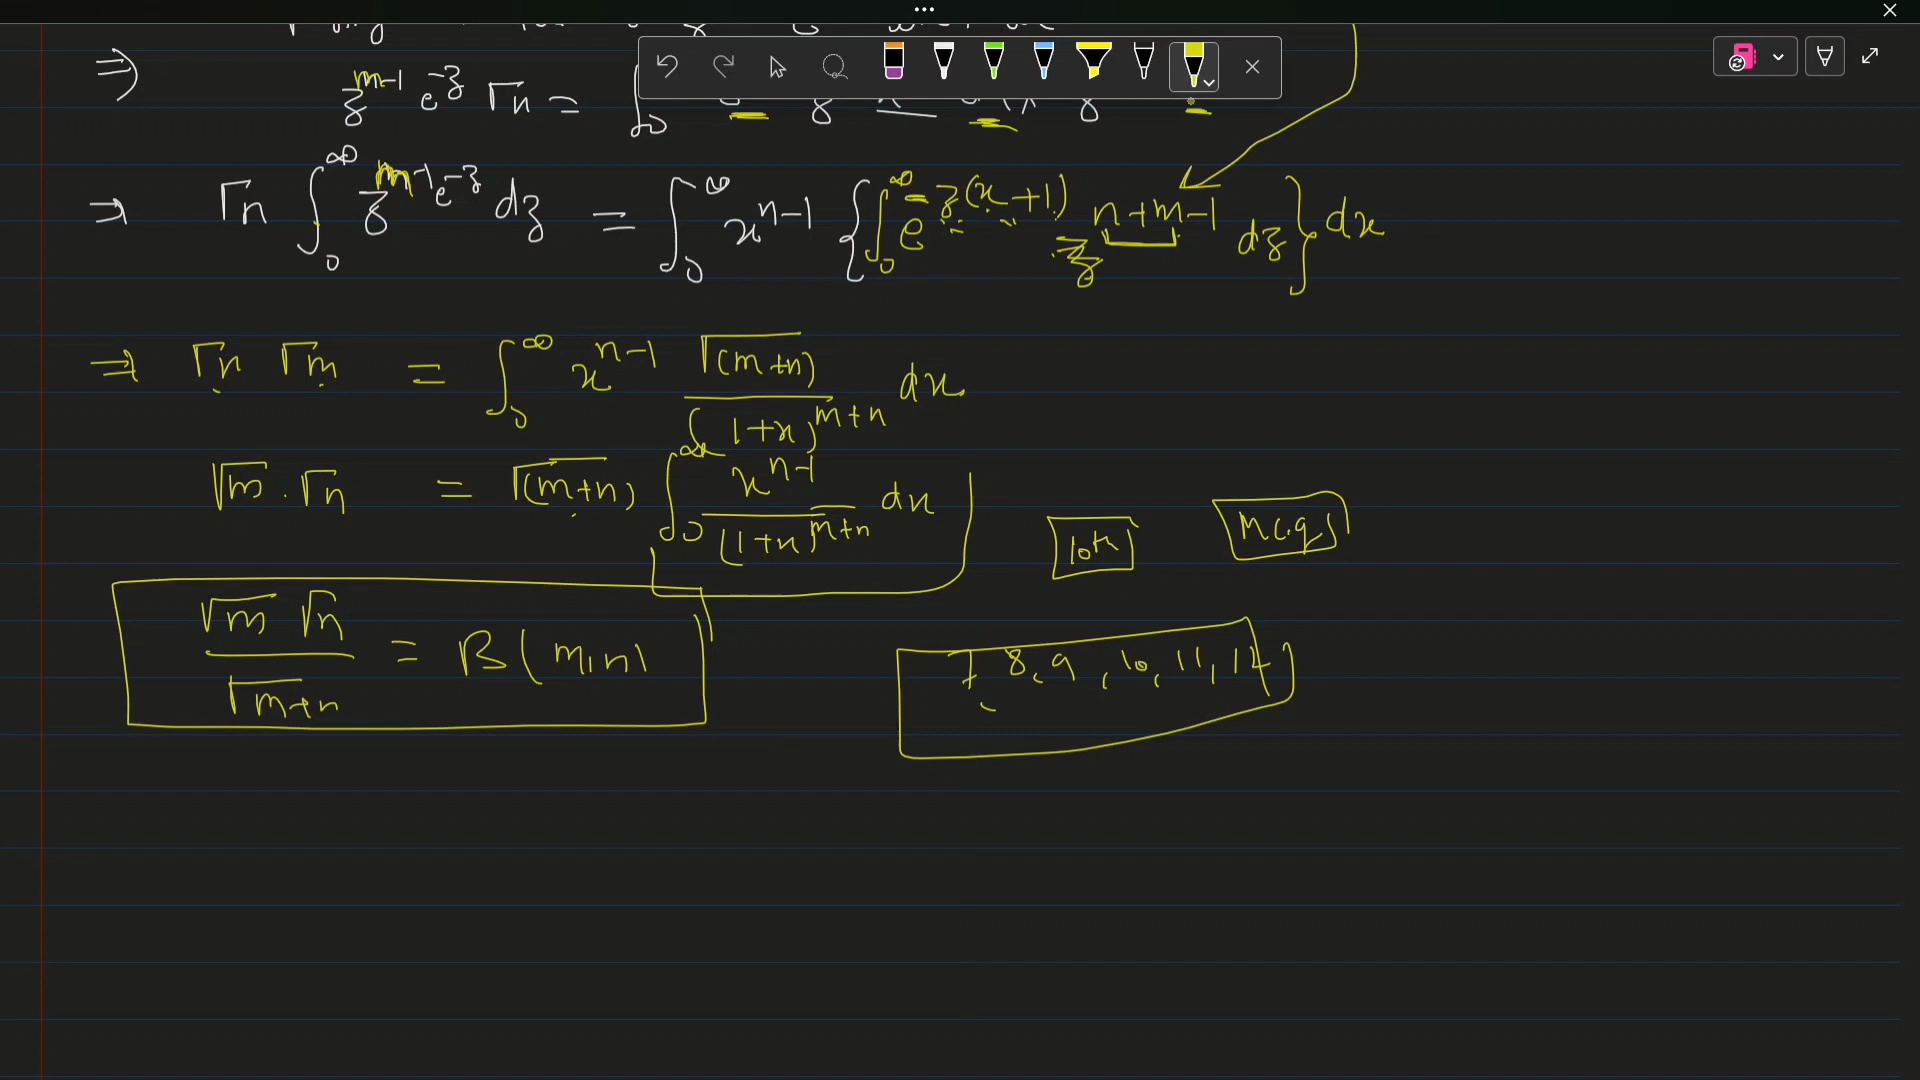 ⇒ z^{m-1} e^{-z} Γn = ∫_0
⇒ Γn ∫_0^∞ z^{m-1} e^{-z} dz = ∫_0^∞ x^{n-1} { ∫_0^∞ e^{-z(x+1)} z^{n+m-1} dz } dx
⇒ Γn Γm = ∫_0^∞ x^{n-1} Γ(m+n) / (1+x)^{m+n} dx
Γm . Γn = Γ(m+n) ∫_0^∞ x^{n-1} / (1+x)^{m+n} dx
10th
M.C.Q.S
Γm Γn / Γm+n = B(m,n)
7, 8, 9, 10, 11, 12